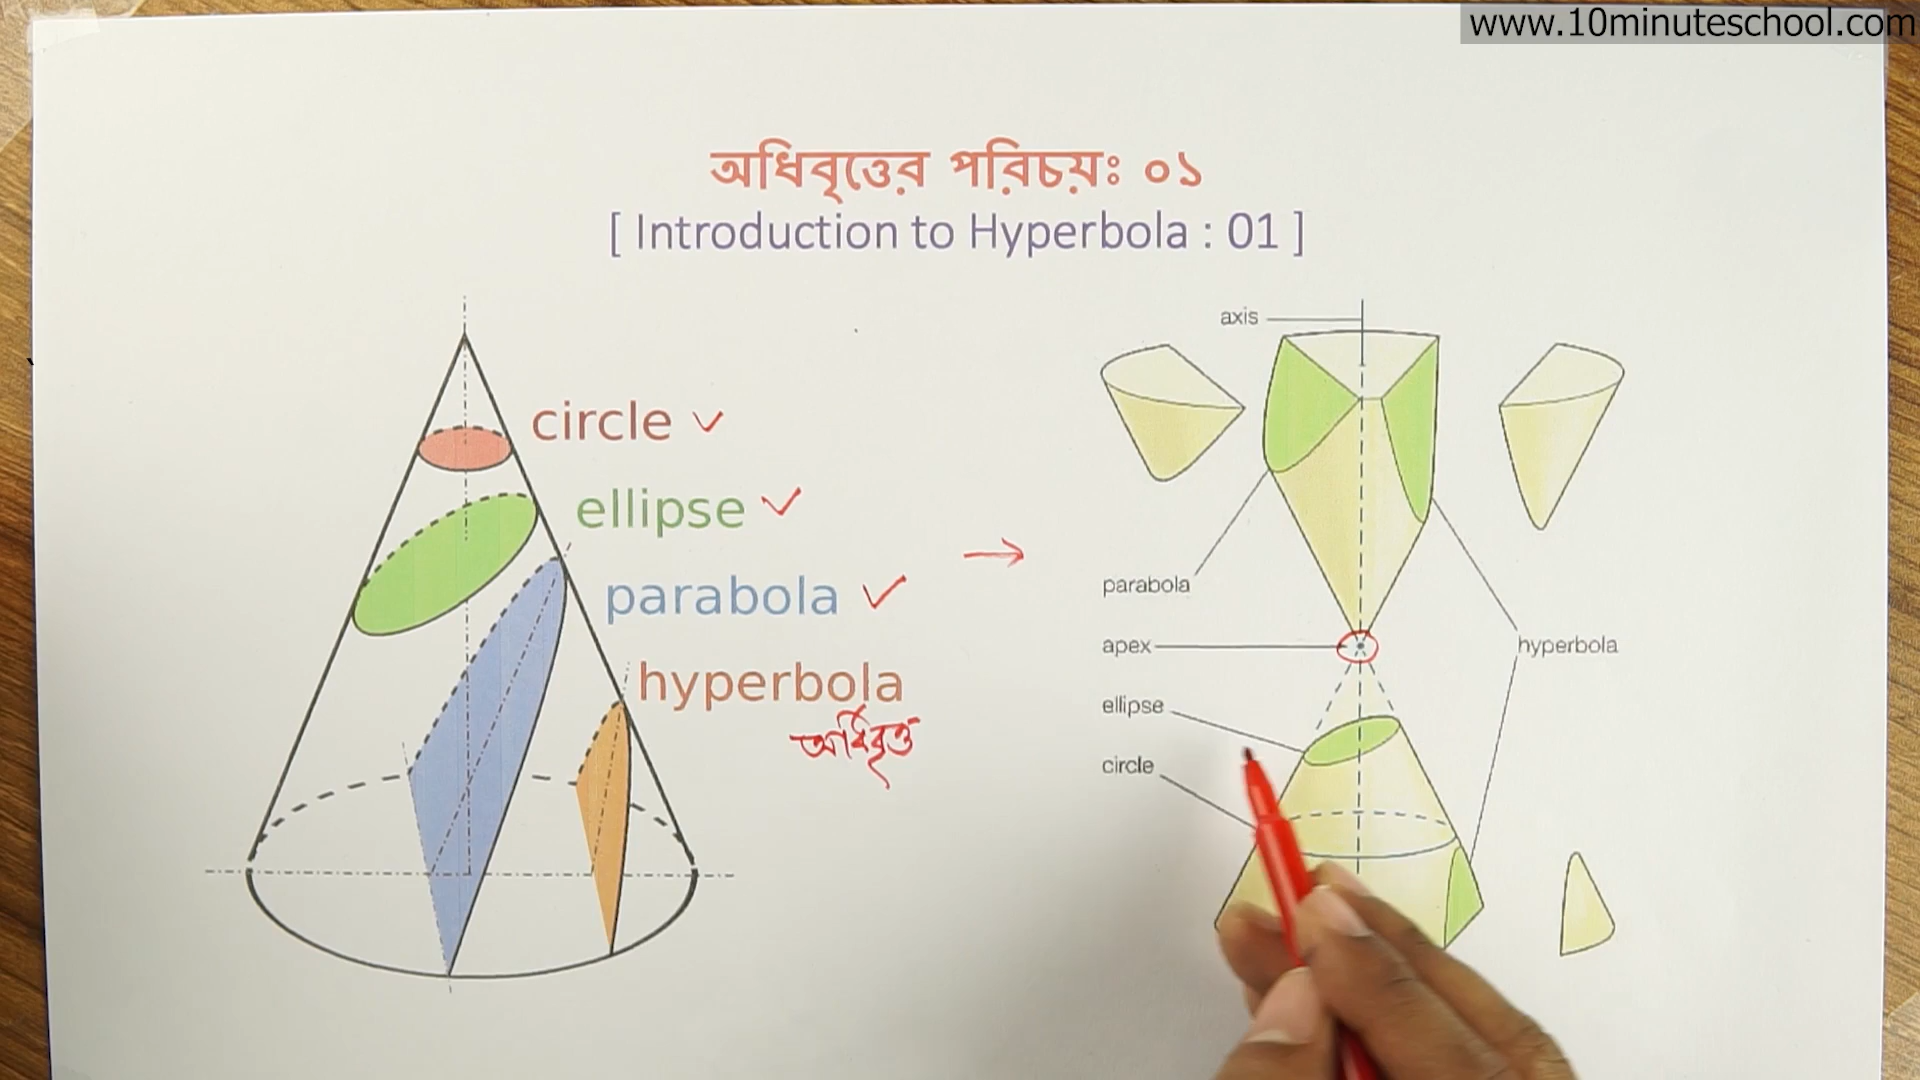 www.10minuteschool.com
অধিবৃত্তের পরিচয়ঃ ০১
[ Introduction to Hyperbola : 01 ]
circle
ellipse
parabola
hyperbola
অধিবৃত্ত
axis
parabola
apex
hyperbola
ellipse
circle